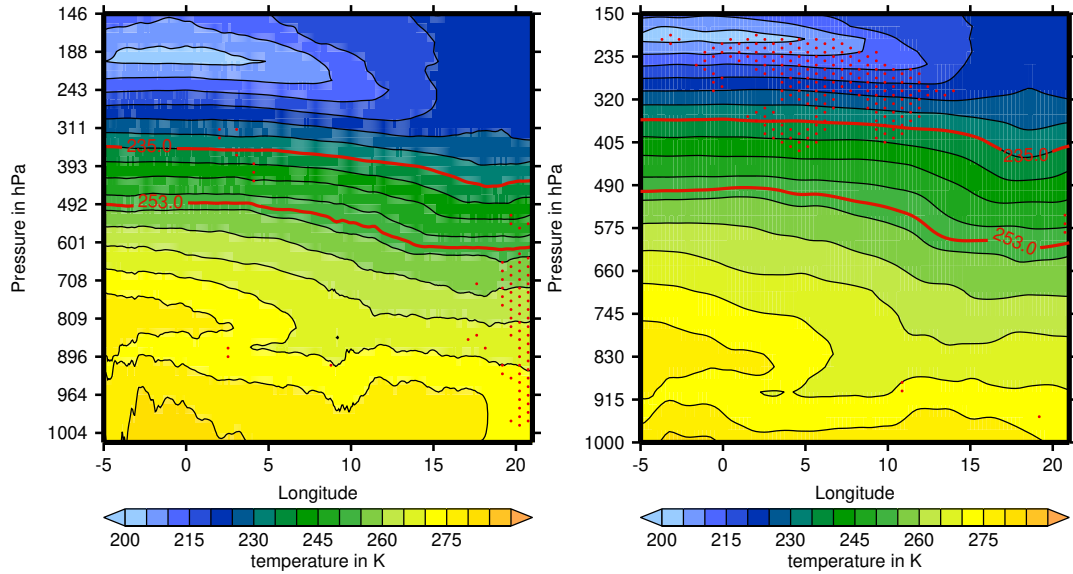 146
188
243
311
393
492
601
708
809
896
964
1004
Pressure in hPa
235.0
253.0
-5 0 5 10 15 20
Longitude
200 215 230 245 260 275
temperature in K
150
235
320
405
490
575
660
745
830
915
1000
Pressure in hPa
235.0
253.0
-5 0 5 10 15 20
Longitude
200 215 230 245 260 275
temperature in K